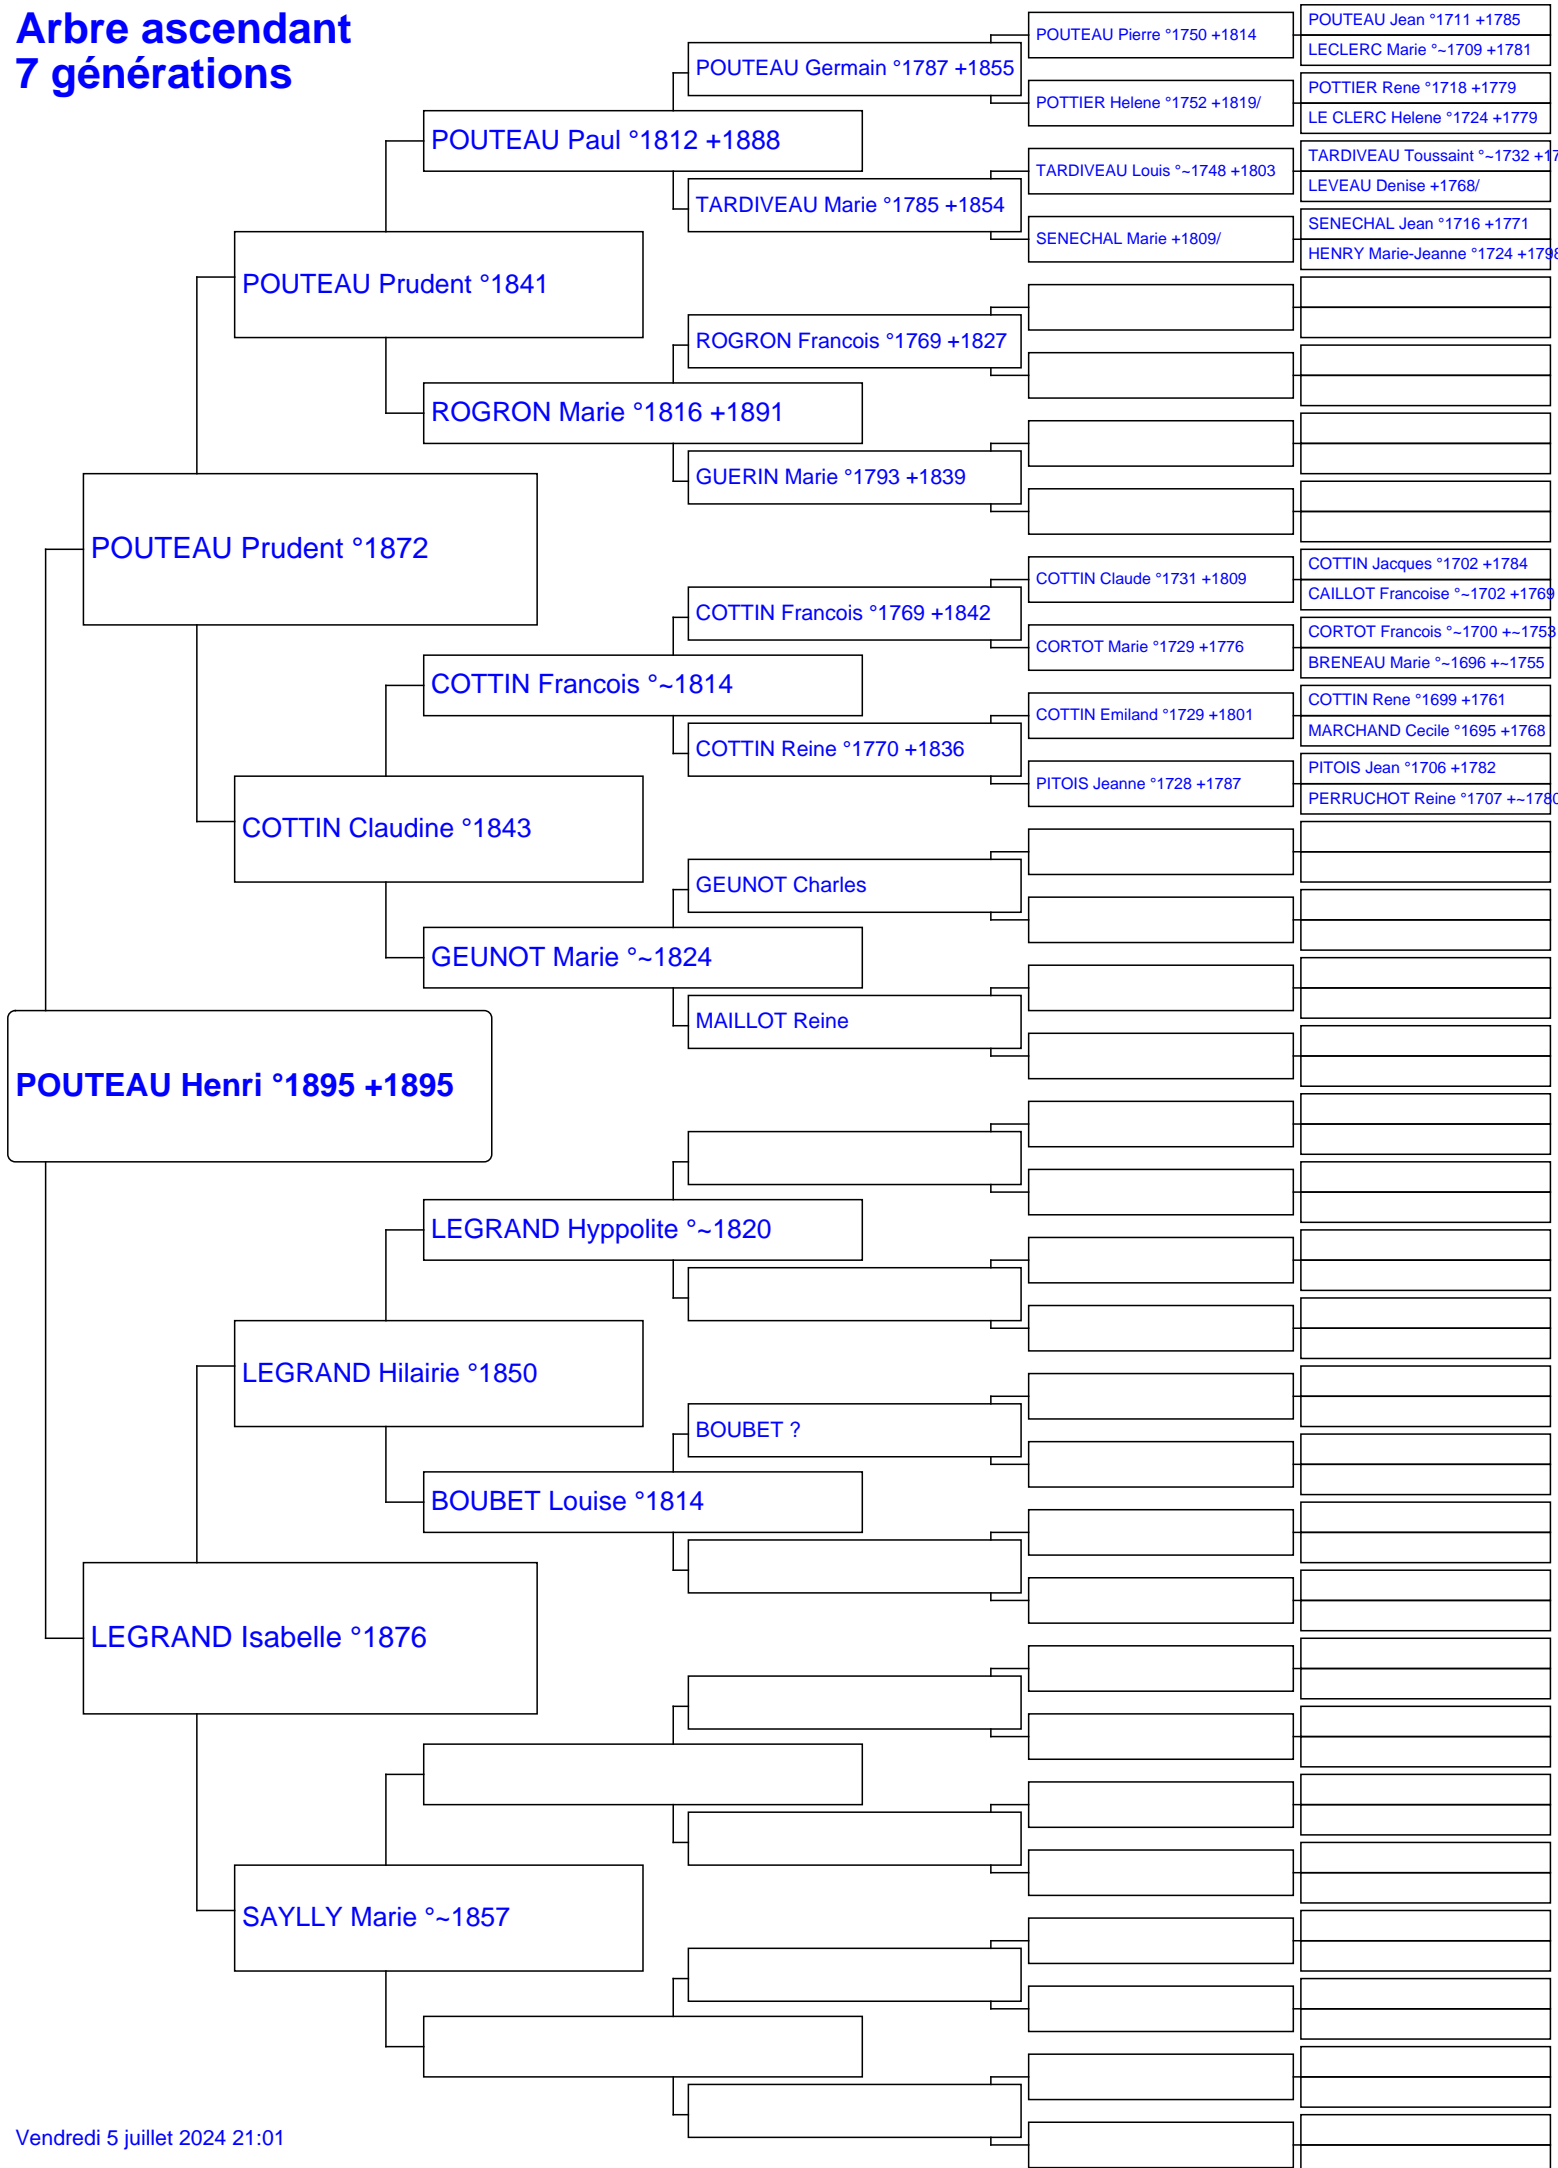 Arbre ascendant
7 générations
POUTEAU Jean °1711 +1785
POUTEAU Pierre °1750 +1814
LECLERC Marie °~1709 +1781
POUTEAU Germain °1787 +1855
POTTIER Rene °1718 +1779
POTTIER Helene °1752 +1819/
LE CLERC Helene °1724 +1779
POUTEAU Paul °1812 +1888
TARDIVEAU Toussaint °~1732 +17
TARDIVEAU Louis °~1748 +1803
LEVEAU Denise +1768/
TARDIVEAU Marie °1785 +1854
SENECHAL Jean °1716 +1771
SENECHAL Marie +1809/
HENRY Marie-Jeanne °1724 +1798
POUTEAU Prudent °1841
ROGRON Francois °1769 +1827
ROGRON Marie °1816 +1891
GUERIN Marie °1793 +1839
POUTEAU Prudent °1872
COTTIN Jacques °1702 +1784
COTTIN Claude °1731 +1809
CAILLOT Francoise °~1702 +1769
COTTIN Francois °1769 +1842
CORTOT Francois °~1700 +~1753
CORTOT Marie °1729 +1776
BRENEAU Marie °~1696 +~1755
COTTIN Francois °~1814
COTTIN Rene °1699 +1761
COTTIN Emiland °1729 +1801
MARCHAND Cecile °1695 +1768
COTTIN Reine °1770 +1836
PITOIS Jean °1706 +1782
PITOIS Jeanne °1728 +1787
PERRUCHOT Reine °1707 +~1780
COTTIN Claudine °1843
GEUNOT Charles
GEUNOT Marie °~1824
MAILLOT Reine
POUTEAU Henri °1895 +1895
LEGRAND Hyppolite °~1820
LEGRAND Hilairie °1850
BOUBET ?
BOUBET Louise °1814
LEGRAND Isabelle °1876
SAYLLY Marie °~1857
Vendredi 5 juillet 2024 21:01